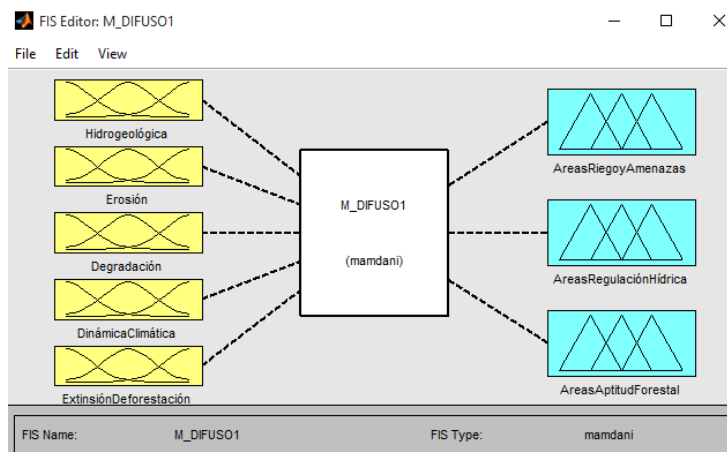 FIS Editor: M_DIFUSO1
File Edit View
Hidrogeológica
Erosión
Degradación
DinámicaClimática
ExtinsiónDeforestación
M_DIFUSO1
(mamdani)
AreasRiegoyAmenazas
AreasRegulaciónHídrica
AreasAptitudForestal
FIS Name: M_DIFUSO1 FIS Type: mamdani